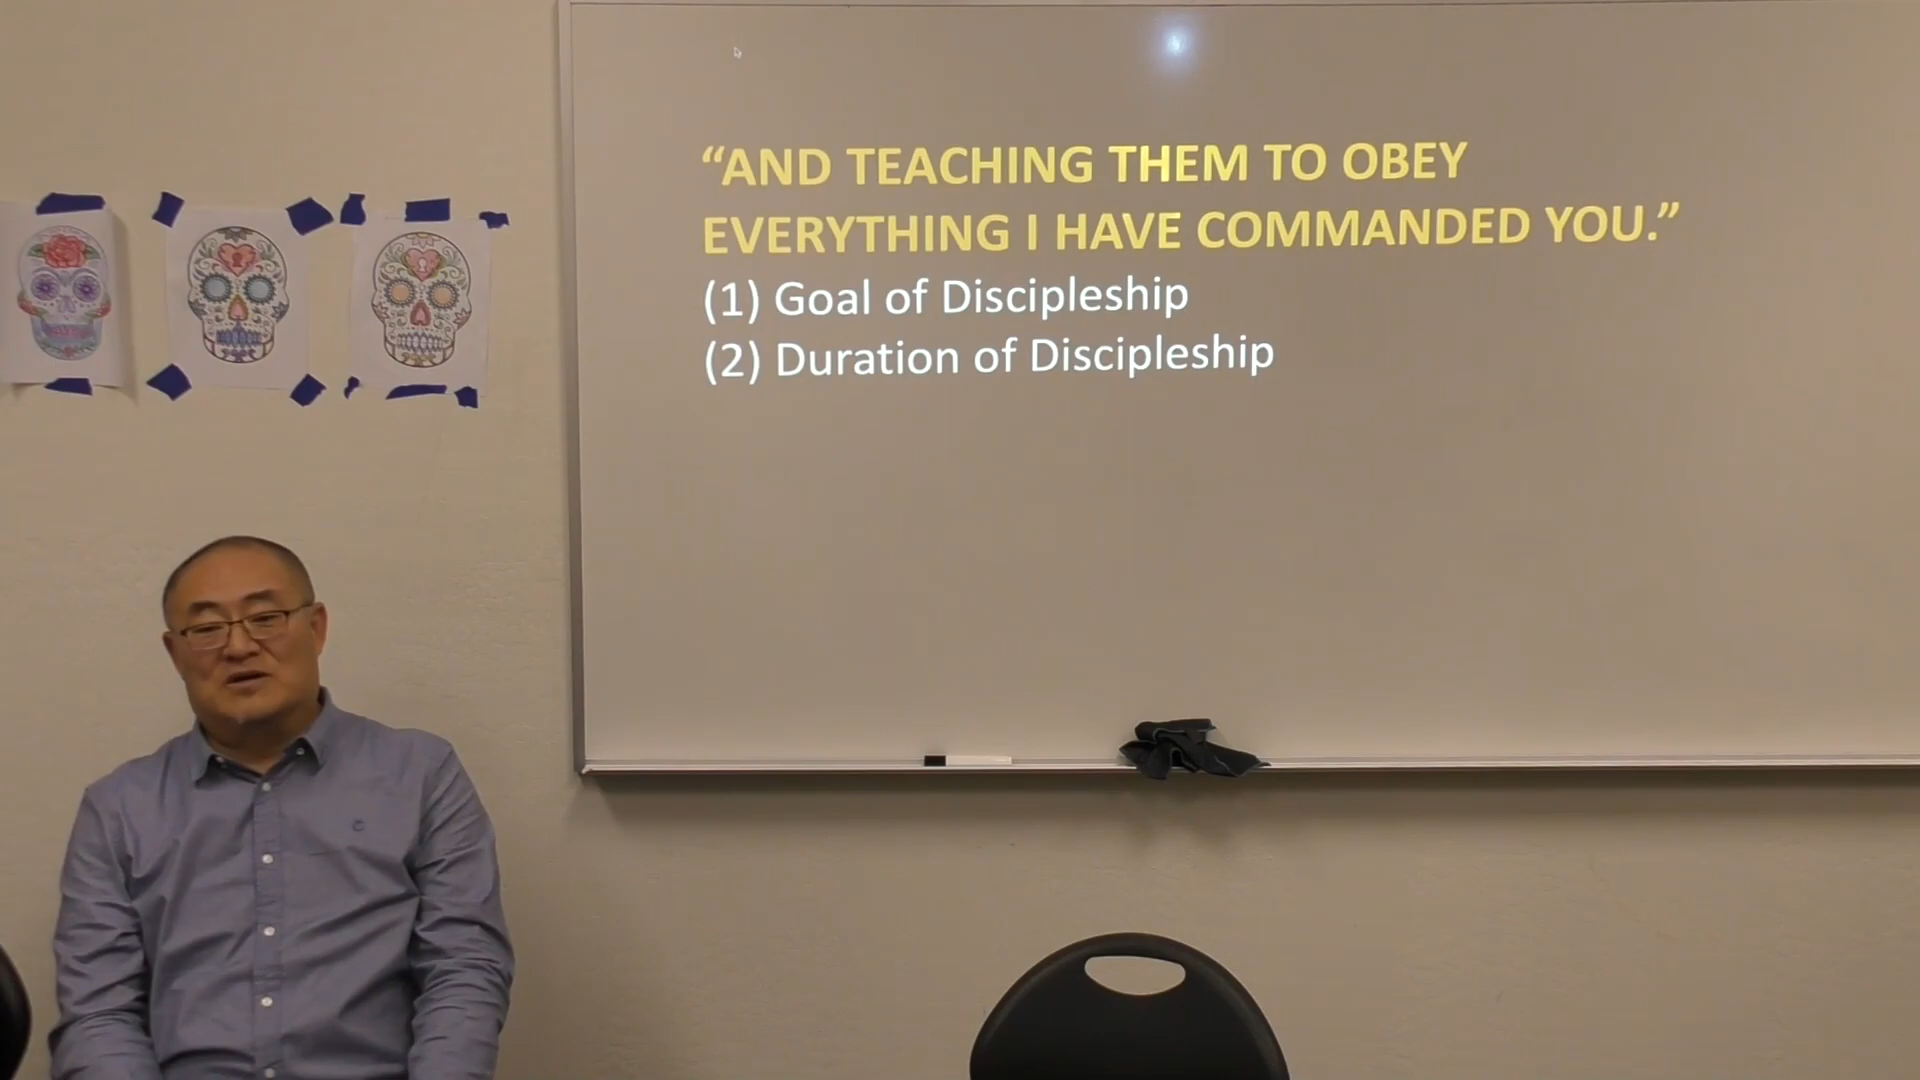 “AND TEACHING THEM TO OBEY
EVERYTHING I HAVE COMMANDED YOU.”
(1) Goal of Discipleship
(2) Duration of Discipleship